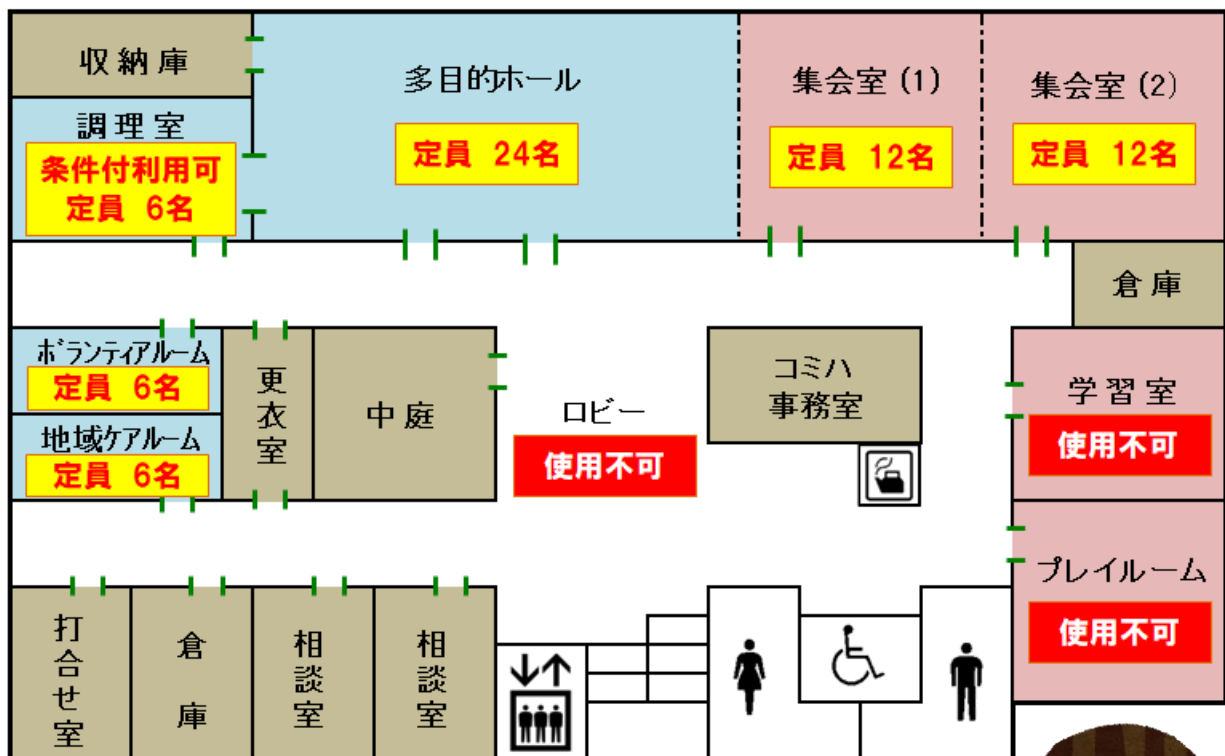 収納庫
多目的ホール
集会室(1)
集会室(2)
調理室
条件付利用可
定員 6名
定員 24名
定員 12名
定員 12名
倉庫
ボランティアルーム
定員 6名
地域ケアルーム
定員 6名
更衣室
中庭
ロビー
使用不可
コミハ
事務室
学習室
使用不可
プレイルーム
使用不可
打合せ室
倉庫
相談室
相談室